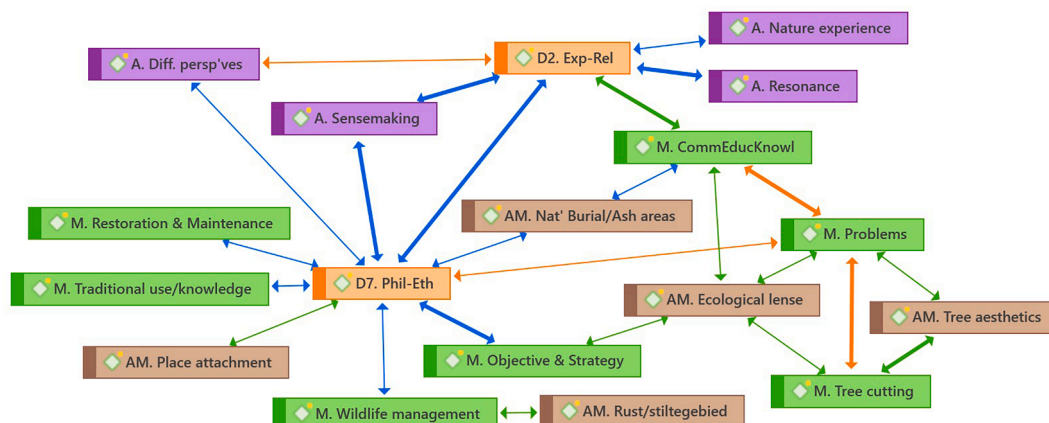 A. Nature experience
A. Diff. persp'ves
D2. Exp-Rel
A. Resonance
A. Sensemaking
M. CommEducKnowl
AM. Nat' Burial/Ash areas
M. Restoration & Maintenance
M. Problems
D7. Phil-Eth
M. Traditional use/knowledge
AM. Ecological lense
AM. Tree aesthetics
AM. Place attachment
M. Objective & Strategy
M. Tree cutting
M. Wildlife management
AM. Rust/stiltegebied